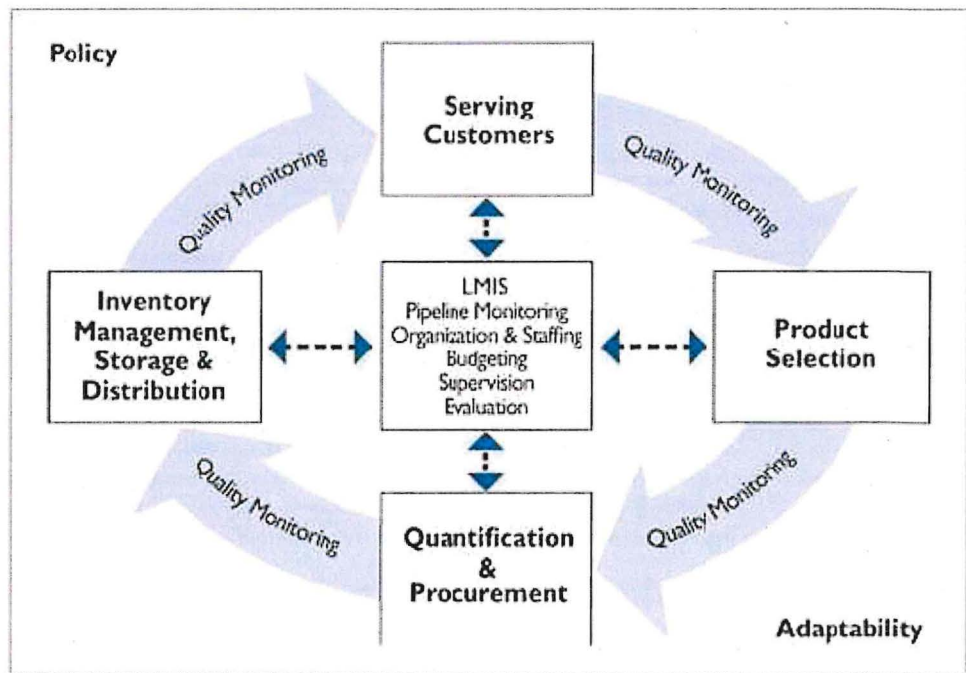 Policy
Serving
Customers
Quality Monitoring
Quality Monitoring
LMIS
Pipeline Monitoring
Organization & Staffing
Budgeting
Supervision
Evaluation
Inventory
Management,
Storage &
Distribution
Product
Selection
Quality Monitoring
Quality Monitoring
Quantification
&
Procurement
Adaptability